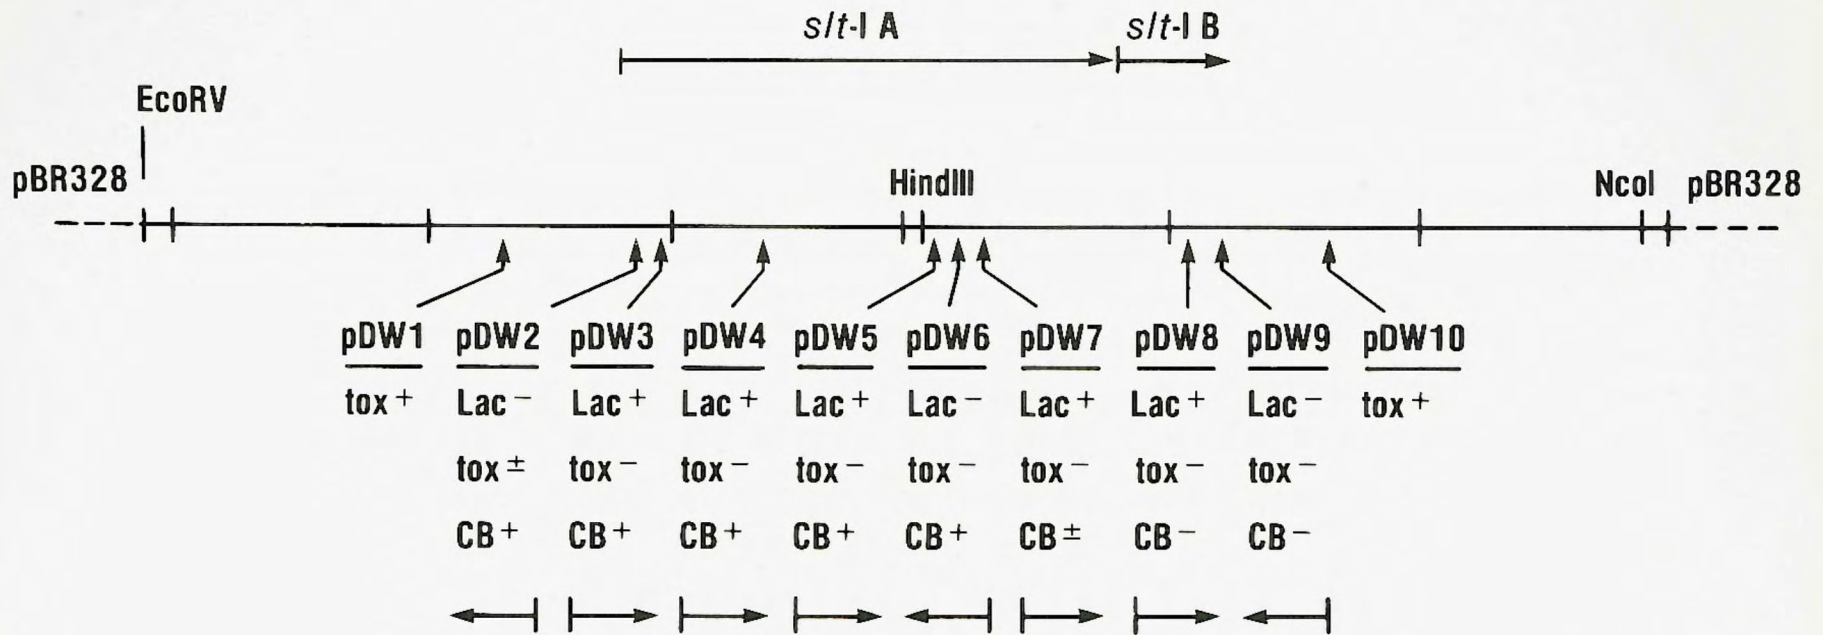 slt-I A slt-I B
EcoRV
pBR328 HindIII NcoI pBR328
pDW1 pDW2 pDW3 pDW4 pDW5 pDW6 pDW7 pDW8 pDW9 pDW10
tox + Lac − Lac + Lac + Lac + Lac − Lac + Lac + Lac − tox +
tox ± tox − tox − tox − tox − tox − tox − tox −
CB + CB + CB + CB + CB + CB ± CB − CB −